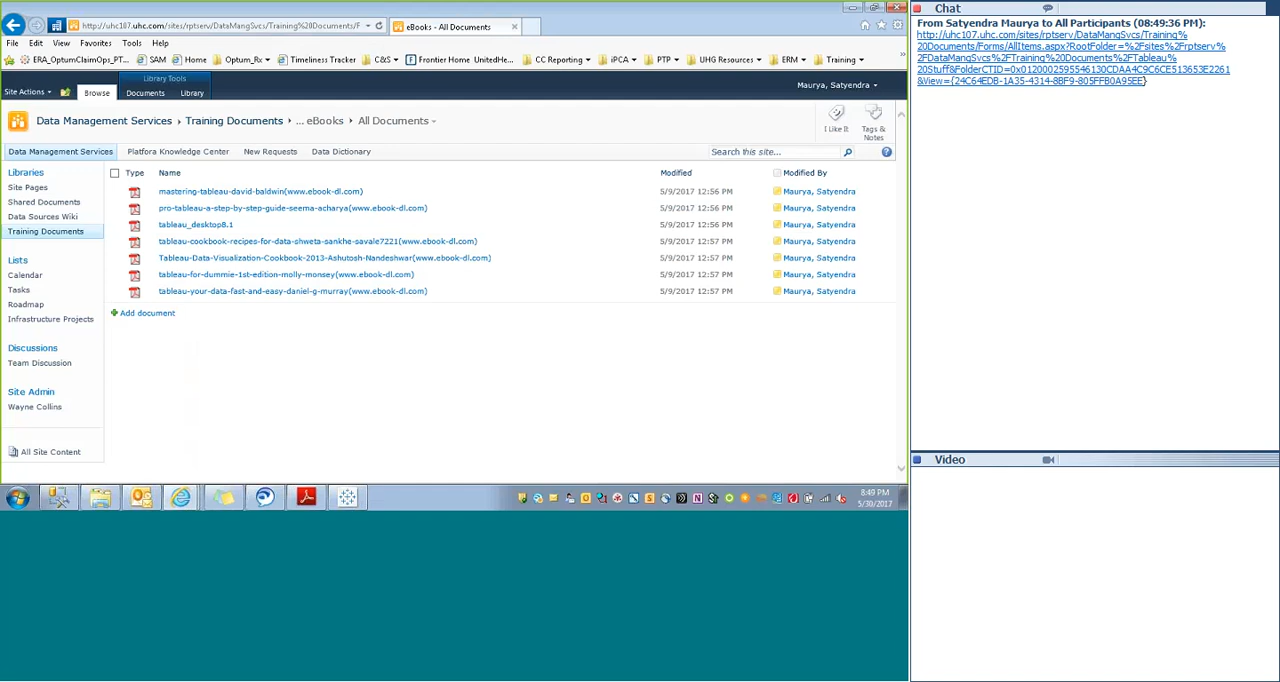 http://uhc107.uhc.com/sites/rptserv/DataMangSvcs/Training%20Documents/F
eBooks - All Documents
File Edit View Favorites Tools Help
ERA_OptumClaimOps_PT... SAM Home Optum_Rx Timeliness Tracker C&S Frontier Home UnitedHe... CC Reporting iPCA PTP UHG Resources ERM Training
Library Tools
Site Actions Browse Documents Library Maurya, Satyendra
Data Management Services Training Documents ... eBooks All Documents
I Like It Tags & Notes
Data Management Services Platfora Knowledge Center New Requests Data Dictionary Search this site...
Libraries
Site Pages
Shared Documents
Data Sources Wiki
Training Documents
Lists
Calendar
Tasks
Roadmap
Infrastructure Projects
Discussions
Team Discussion
Site Admin
Wayne Collins
All Site Content
Type Name Modified Modified By
mastering-tableau-david-baldwin(www.ebook-dl.com) 5/9/2017 12:56 PM Maurya, Satyendra
pro-tableau-a-step-by-step-guide-seema-acharya(www.ebook-dl.com) 5/9/2017 12:56 PM Maurya, Satyendra
tableau_desktop8.1 5/9/2017 12:56 PM Maurya, Satyendra
tableau-cookbook-recipes-for-data-shweta-sankhe-savale7221(www.ebook-dl.com) 5/9/2017 12:57 PM Maurya, Satyendra
Tableau-Data-Visualization-Cookbook-2013-Ashutosh-Nandeshwar(www.ebook-dl.com) 5/9/2017 12:57 PM Maurya, Satyendra
tableau-for-dummie-1st-edition-molly-monsey(www.ebook-dl.com) 5/9/2017 12:57 PM Maurya, Satyendra
tableau-your-data-fast-and-easy-daniel-g-murray(www.ebook-dl.com) 5/9/2017 12:57 PM Maurya, Satyendra
Add document
8:49 PM
5/30/2017
Chat
From Satyendra Maurya to All Participants (08:49:36 PM):
http://uhc107.uhc.com/sites/rptserv/DataMangSvcs/Training%
20Documents/Forms/AllItems.aspx?RootFolder=%2Fsites%2Frptserv%
2FDataMangSvcs%2FTraining%20Documents%2FTableau%
20Stuff&FolderCTID=0x0120002595546130CDAA4C9C6CE513653E2261
&View={24C64EDB-1A35-4314-8BF9-805FFB0A95EE}
Video